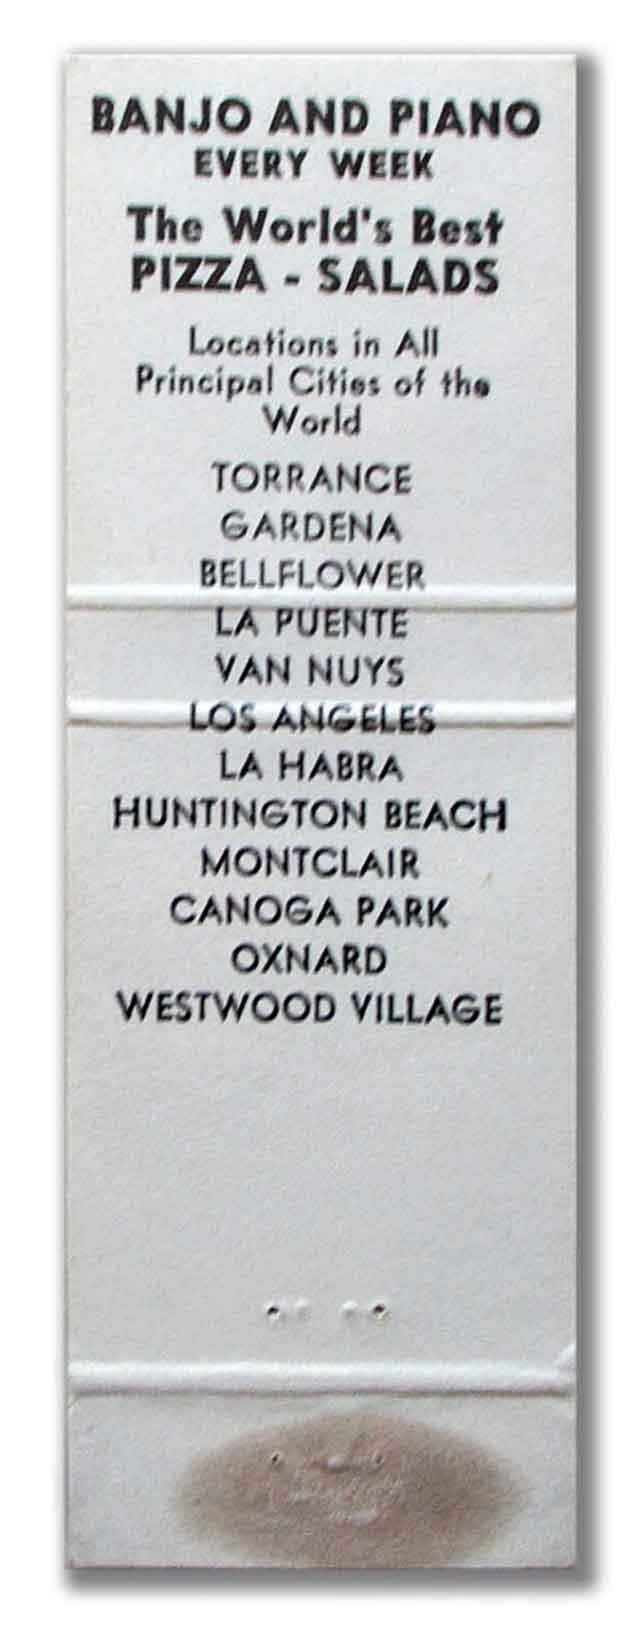 BANJO AND PIANO
EVERY WEEK
The World's Best
PIZZA - SALADS
Locations in All
Principal Cities of the
World
TORRANCE
GARDENA
BELLFLOWER
LA PUENTE
VAN NUYS
LOS ANGELES
LA HABRA
HUNTINGTON BEACH
MONTCLAIR
CANOGA PARK
OXNARD
WESTWOOD VILLAGE